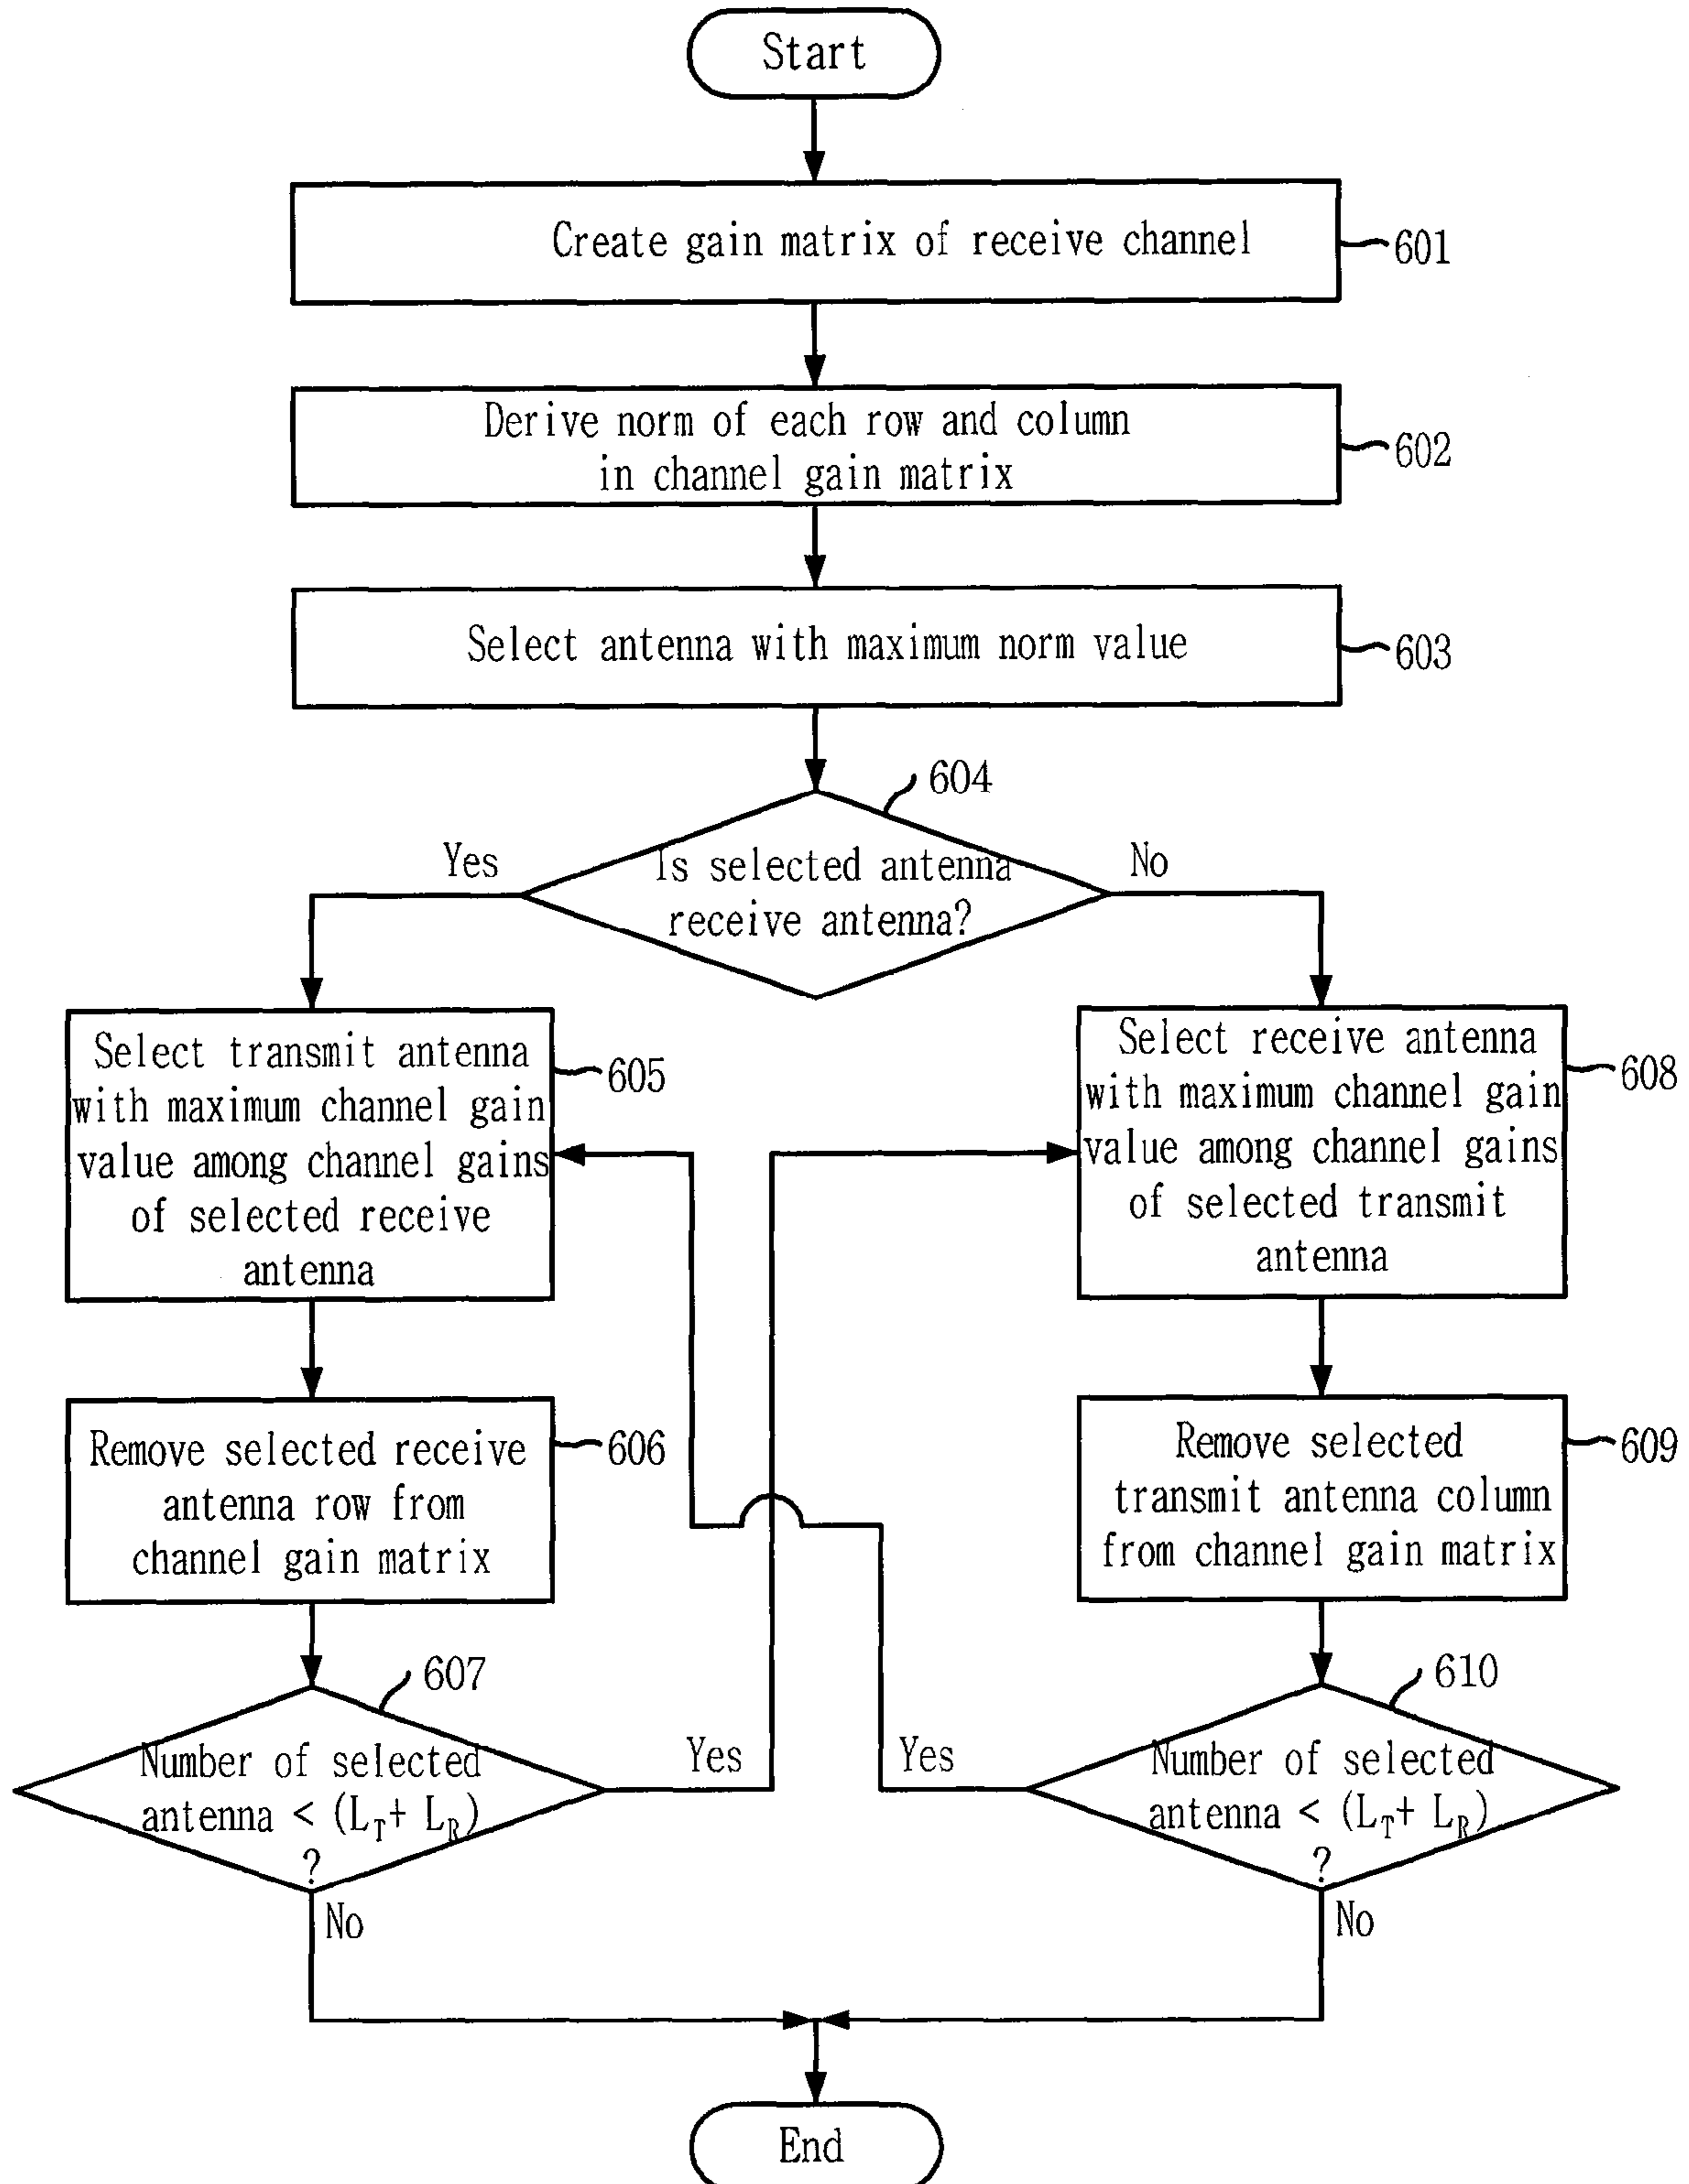 Start
Create gain matrix of receive channel
601
Derive norm of each row and column
in channel gain matrix
602
Select antenna with maximum norm value
603
604
Is selected antenna
receive antenna?
Yes
No
Select transmit antenna
with maximum channel gain
value among channel gains
of selected receive
antenna
605
Select receive antenna
with maximum channel gain
value among channel gains
of selected transmit
antenna
608
Remove selected receive
antenna row from
channel gain matrix
606
Remove selected
transmit antenna column
from channel gain matrix
609
607
Number of selected
antenna < (L_T+ L_R)
?
Yes
No
610
Number of selected
antenna < (L_T+ L_R)
?
Yes
No
End